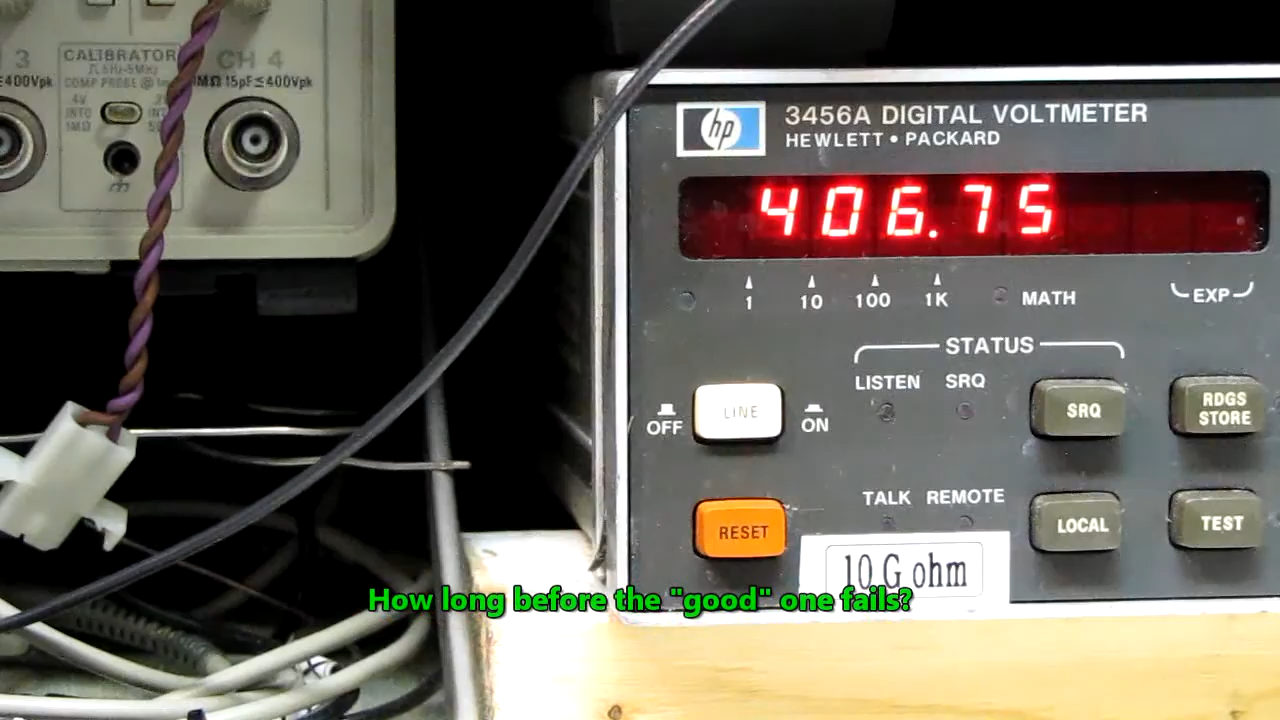 3
CALIBRATOR
CH 4
≤400Vpk
COMP PROBE
1MΩ 15pF≤400Vpk
4V
INTO
1MΩ
hp
3456A DIGITAL VOLTMETER
HEWLETT • PACKARD
406.75
1 10 100 1K MATH EXP
STATUS
LISTEN SRQ
OFF LINE ON
SRQ
RDGS
STORE
TALK REMOTE
RESET
LOCAL
TEST
10 G ohm
How long before the "good" one fails?